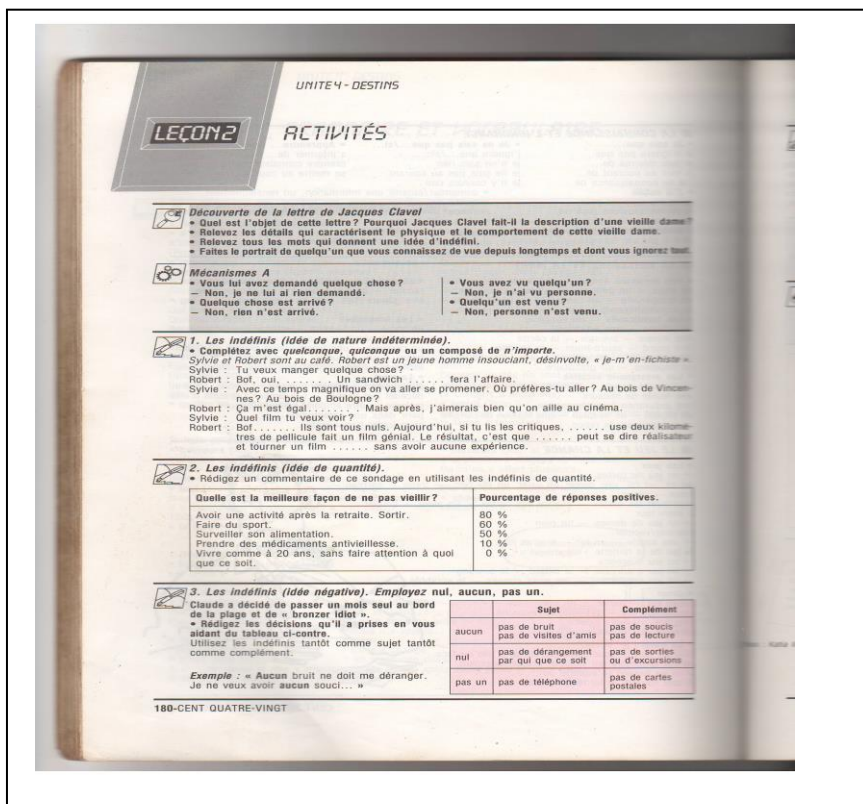 UNITE 4 - DESTINS
LEÇON 2
ACTIVITÉS
Découverte de la lettre de Jacques Clavel
• Quel est l'objet de cette lettre? Pourquoi Jacques Clavel fait-il la description d'une vieille dame?
• Relevez les détails qui caractérisent le physique et le comportement de cette vieille dame.
• Relevez tous les mots qui donnent une idée d'indéfini.
• Faites le portrait de quelqu'un que vous connaissez de vue depuis longtemps et dont vous ignorez tout.
Mécanismes A
• Vous lui avez demandé quelque chose?
— Non, je ne lui ai rien demandé.
• Quelque chose est arrivé?
— Non, rien n'est arrivé.
• Vous avez vu quelqu'un?
— Non, je n'ai vu personne.
• Quelqu'un est venu?
— Non, personne n'est venu.
1. Les indéfinis (idée de nature indéterminée).
• Complétez avec quelconque, quiconque ou un composé de n'importe.
Sylvie et Robert sont au café. Robert est un jeune homme insouciant, désinvolte, « je-m'en-fichiste ».
Sylvie : Tu veux manger quelque chose?
Robert : Bof, oui, ....... Un sandwich ...... fera l'affaire.
Sylvie : Avec ce temps magnifique on va aller se promener. Où préfères-tu aller? Au bois de Vincen-
nes? Au bois de Boulogne?
Robert : Ça m'est égal........ Mais après, j'aimerais bien qu'on aille au cinéma.
Sylvie : Quel film tu veux voir?
Robert : Bof....... Ils sont tous nuls. Aujourd'hui, si tu lis les critiques, ...... use deux kilomè-
tres de pellicule fait un film génial. Le résultat, c'est que ...... peut se dire réalisateur
et tourner un film ...... sans avoir aucune expérience.
2. Les indéfinis (idée de quantité).
• Rédigez un commentaire de ce sondage en utilisant les indéfinis de quantité.
Quelle est la meilleure façon de ne pas vieillir? Pourcentage de réponses positives.
Avoir une activité après la retraite. Sortir. 80 %
Faire du sport. 60 %
Surveiller son alimentation. 50 %
Prendre des médicaments antivieillesse. 10 %
Vivre comme à 20 ans, sans faire attention à quoi 0 %
que ce soit.
3. Les indéfinis (idée négative). Employez nul, aucun, pas un.
Claude a décidé de passer un mois seul au bord
de la plage et de « bronzer idiot ».
• Rédigez les décisions qu'il a prises en vous
aidant du tableau ci-contre.
Utilisez les indéfinis tantôt comme sujet tantôt
comme complément.
Exemple : « Aucun bruit ne doit me déranger.
Je ne veux avoir aucun souci... »
Sujet Complément
aucun pas de bruit pas de soucis
pas de visites d'amis pas de lecture
nul pas de dérangement pas de sorties
par qui que ce soit ou d'excursions
pas un pas de téléphone pas de cartes
postales
180-CENT QUATRE-VINGT